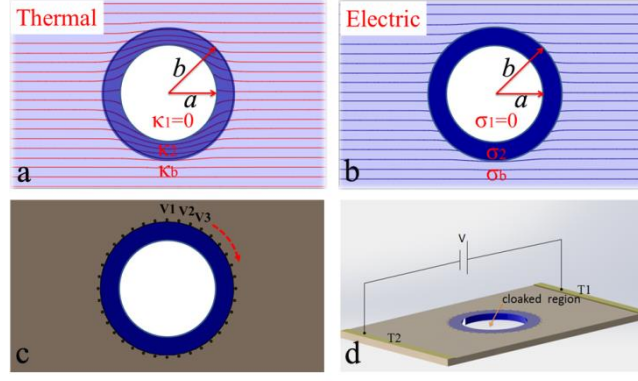 Thermal
b
a
κ1=0
κ2
κb
a
Electric
b
a
σ1=0
σ2
σb
b
V1 V2 V3
c
V
T1
cloaked region
T2
d